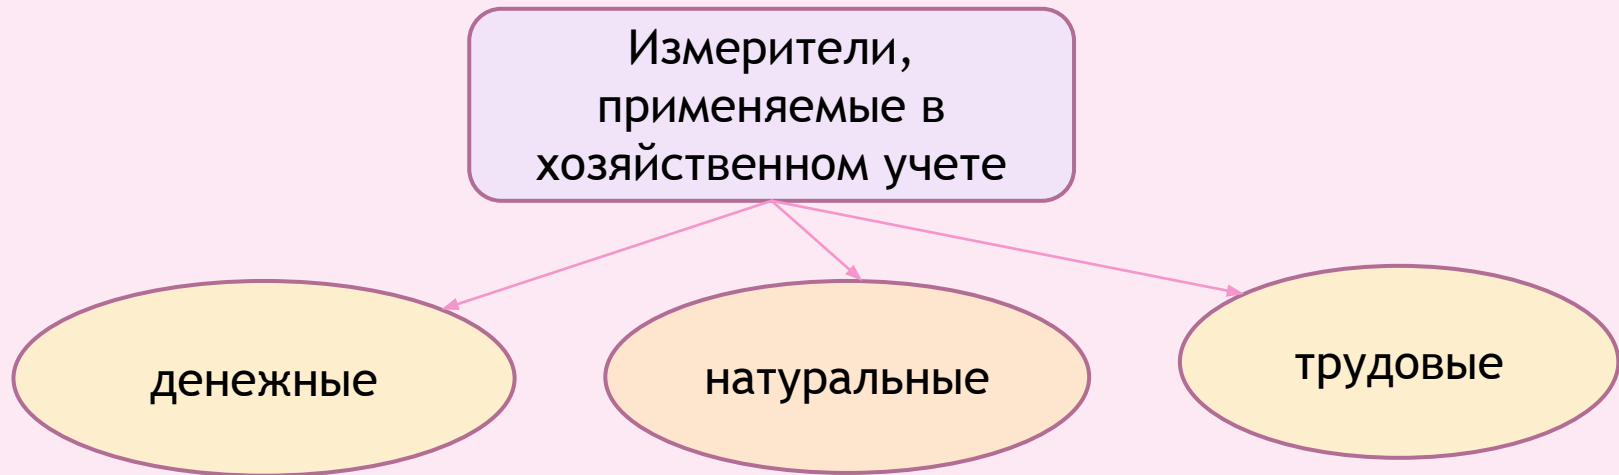 Измерители,
применяемые в
хозяйственном учете
денежные
натуральные
трудовые